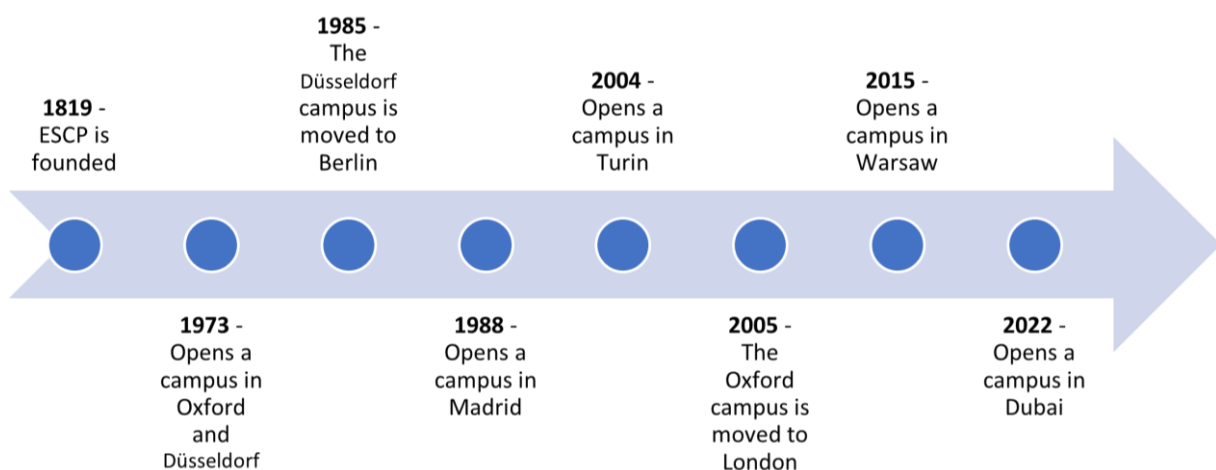 1819 -
ESCP is
founded
1973 -
Opens a
campus in
Oxford
and
Düsseldorf
1985 -
The
Düsseldorf
campus is
moved to
Berlin
1988 -
Opens a
campus in
Madrid
2004 -
Opens a
campus in
Turin
2005 -
The
Oxford
campus is
moved to
London
2015 -
Opens a
campus in
Warsaw
2022 -
Opens a
campus in
Dubai